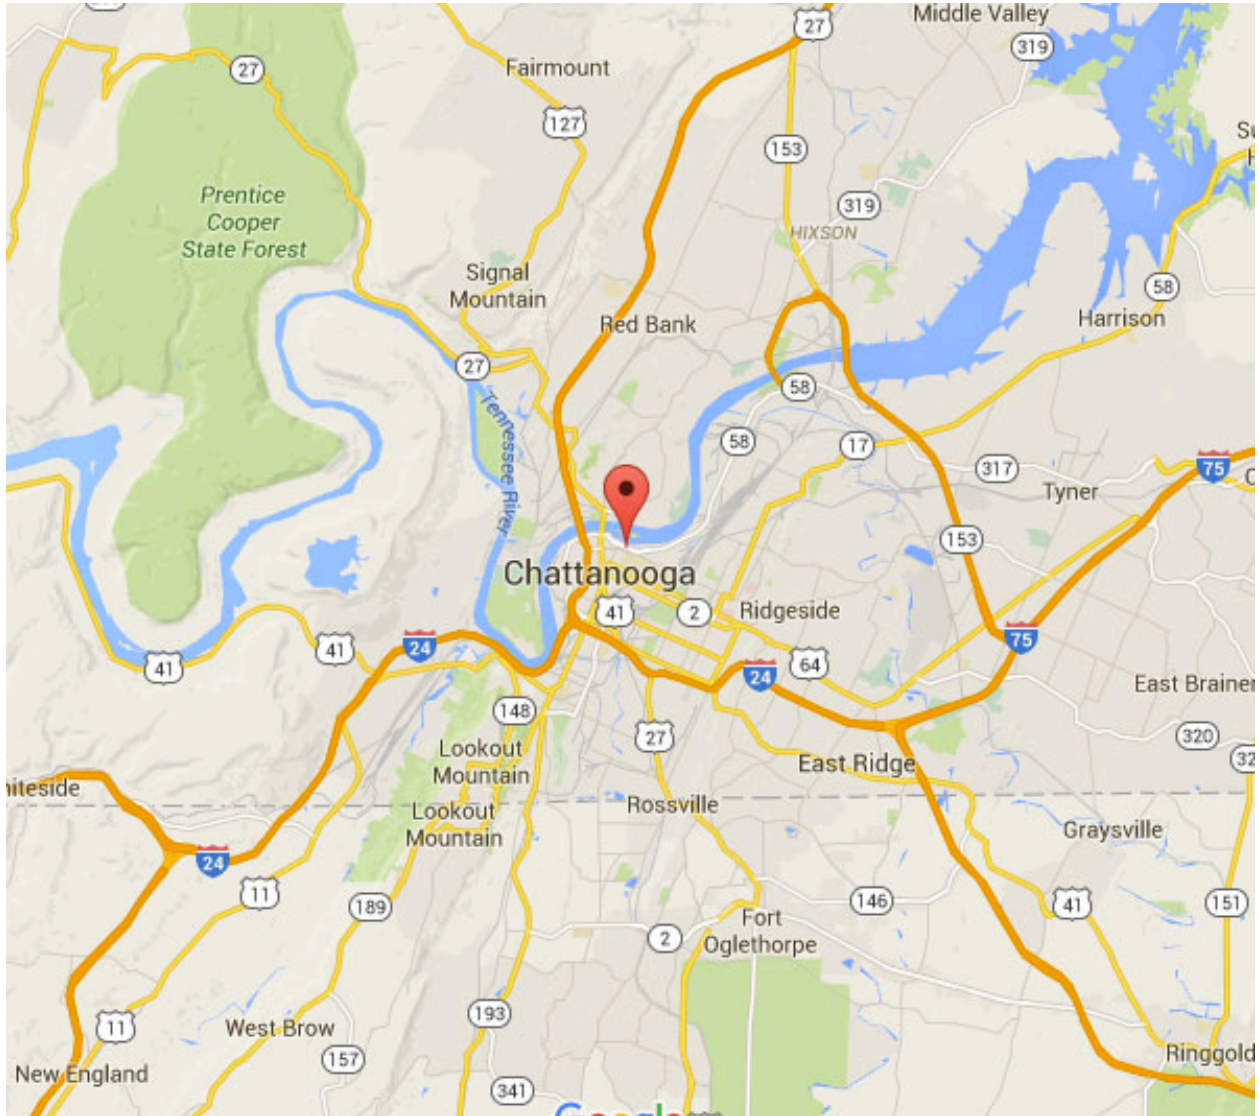 27
Middle Valley
319
Fairmount
27
127
153
Prentice
Cooper
State Forest
319
HIXSON
Signal
Mountain
58
Red Bank
Harrison
27
58
Tennessee River
58
17
317
75
Tyner
153
Chattanooga
41
2
Ridgeside
41
41
24
75
64
24
East Brainer
148
27
320
Lookout
Mountain
East Ridge
32
niteside
Rossville
Lookout
Mountain
Graysville
24
11
189
146
41
151
Fort
Oglethorpe
2
193
11
West Brow
157
Ringgold
New England
341
Google